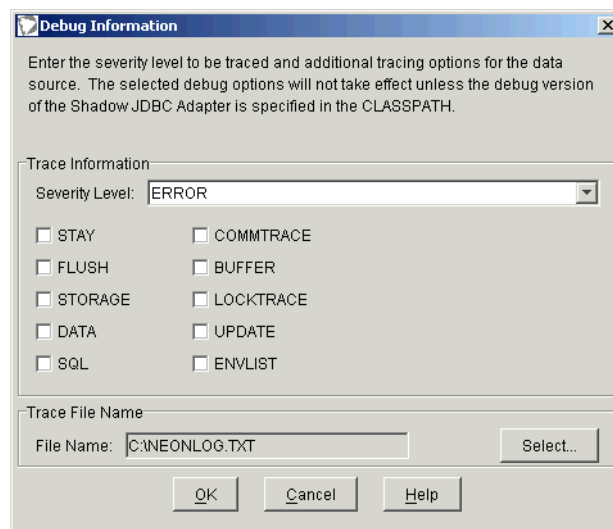 Debug Information
Enter the severity level to be traced and additional tracing options for the data
source. The selected debug options will not take effect unless the debug version
of the Shadow JDBC Adapter is specified in the CLASSPATH.
Trace Information
Severity Level: ERROR
STAY COMMTRACE
FLUSH BUFFER
STORAGE LOCKTRACE
DATA UPDATE
SQL ENVLIST
Trace File Name
File Name: C:\NEONLOG.TXT Select...
OK Cancel Help